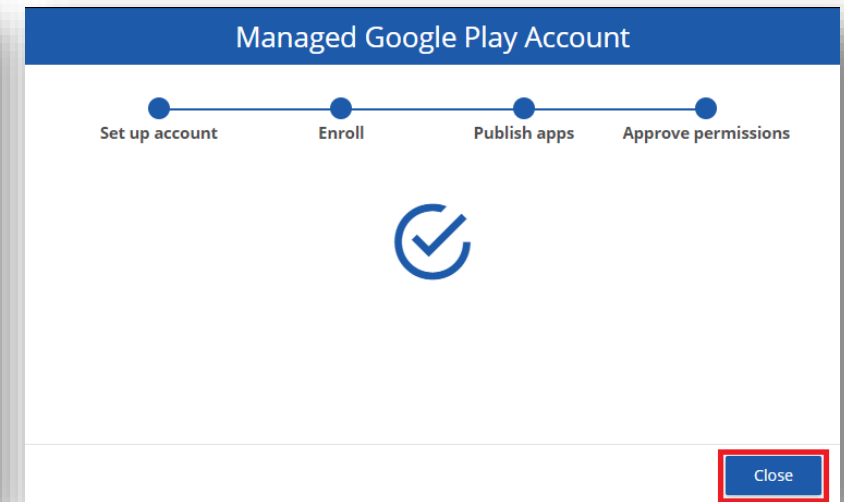 Managed Google Play Account
Set up account Enroll Publish apps Approve permissions
Close